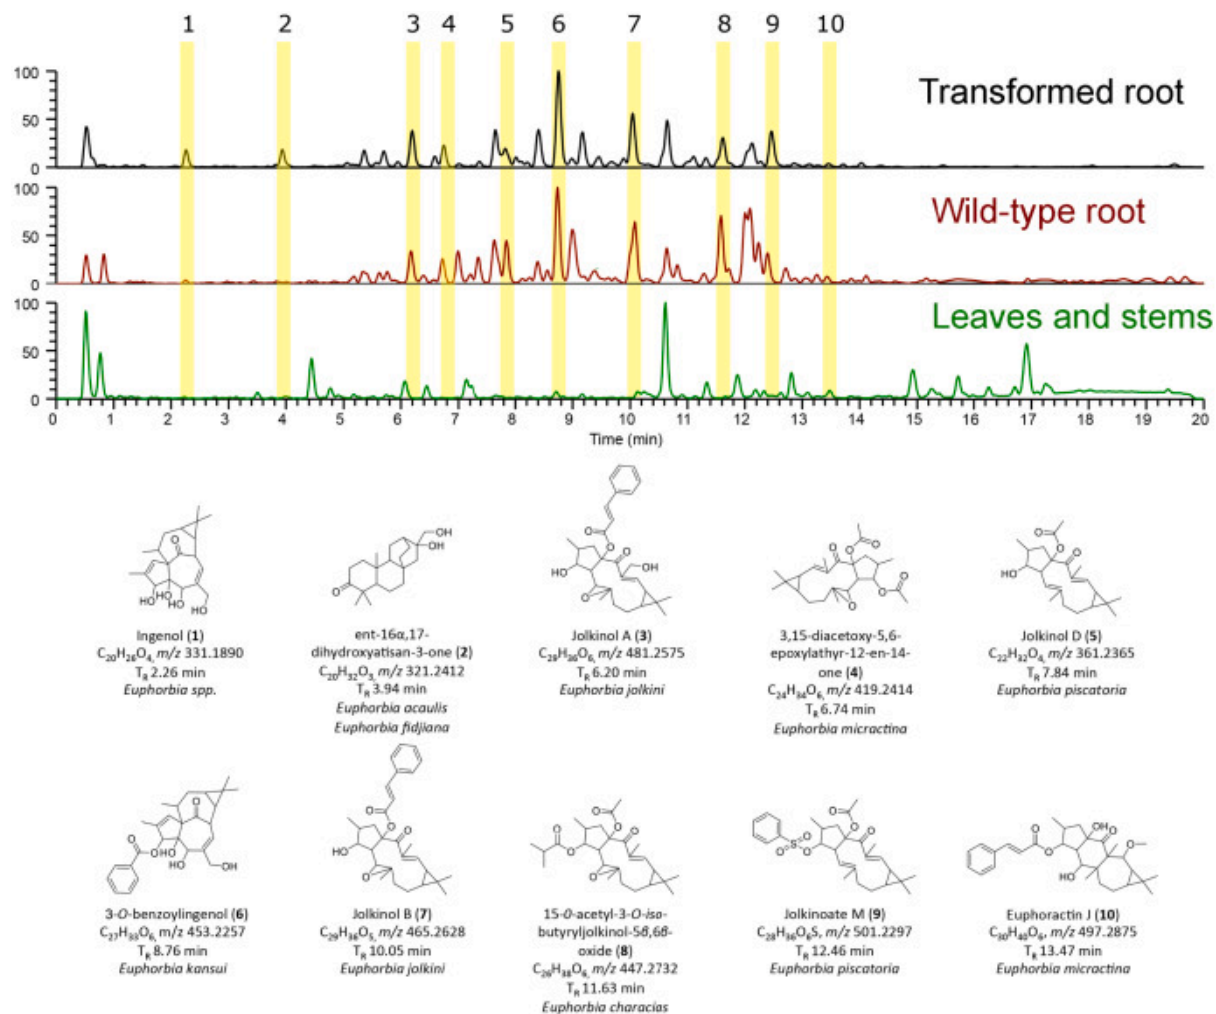 1 2 3 4 5 6 7 8 9 10
100
50
0
Transformed root
100
50
0
Wild-type root
100
50
0
Leaves and stems
0 1 2 3 4 5 6 7 8 9 10 11 12 13 14 15 16 17 18 19 20
Time (min)
Ingenol (1)
C20H26O4, m/z 331.1890
TR 2.26 min
Euphorbia spp.
ent-16α,17-
dihydroxyatisan-3-one (2)
C20H32O3, m/z 321.2412
TR 3.94 min
Euphorbia acaulis
Euphorbia fidjiana
Jolkinol A (3)
C29H36O6, m/z 481.2575
TR 6.20 min
Euphorbia jolkini
3,15-diacetoxy-5,6-
epoxylathyr-12-en-14-
one (4)
C24H34O6, m/z 419.2414
TR 6.74 min
Euphorbia micractina
Jolkinol D (5)
C22H32O4, m/z 361.2365
TR 7.84 min
Euphorbia piscatoria
3-O-benzoylingenol (6)
C27H33O6, m/z 453.2257
TR 8.76 min
Euphorbia kansui
Jolkinol B (7)
C29H36O5, m/z 465.2628
TR 10.05 min
Euphorbia jolkini
15-O-acetyl-3-O-iso-
butyryljolkinol-5β,6β-
oxide (8)
C26H38O6, m/z 447.2732
TR 11.63 min
Euphorbia characias
Jolkinoate M (9)
C28H36O6S, m/z 501.2297
TR 12.46 min
Euphorbia piscatoria
Euphoractin J (10)
C30H40O6, m/z 497.2875
TR 13.47 min
Euphorbia micractina